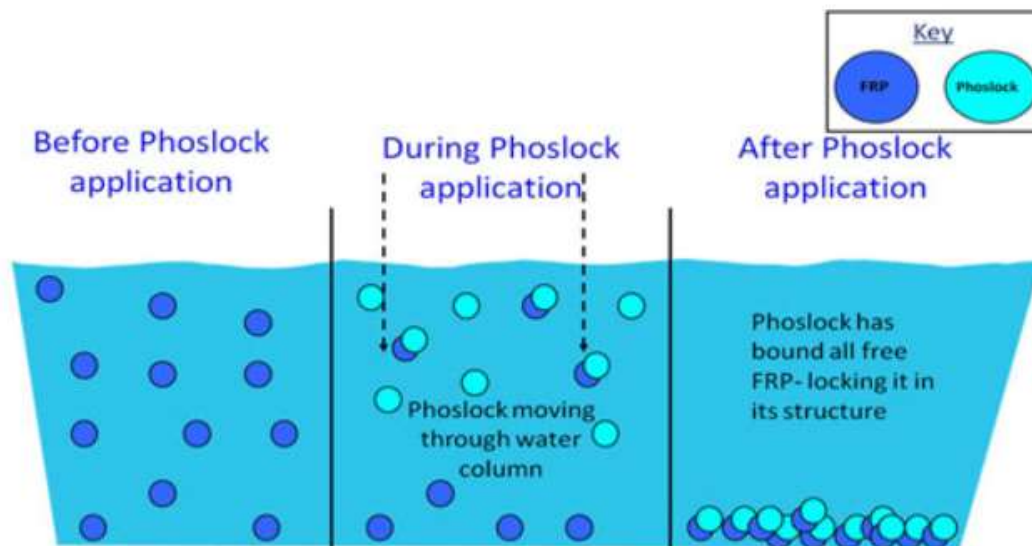 Key
FRP
Phoslock
Before Phoslock
application
During Phoslock
application
After Phoslock
application
Phoslock moving
through water
column
Phoslock has
bound all free
FRP- locking it in
its structure